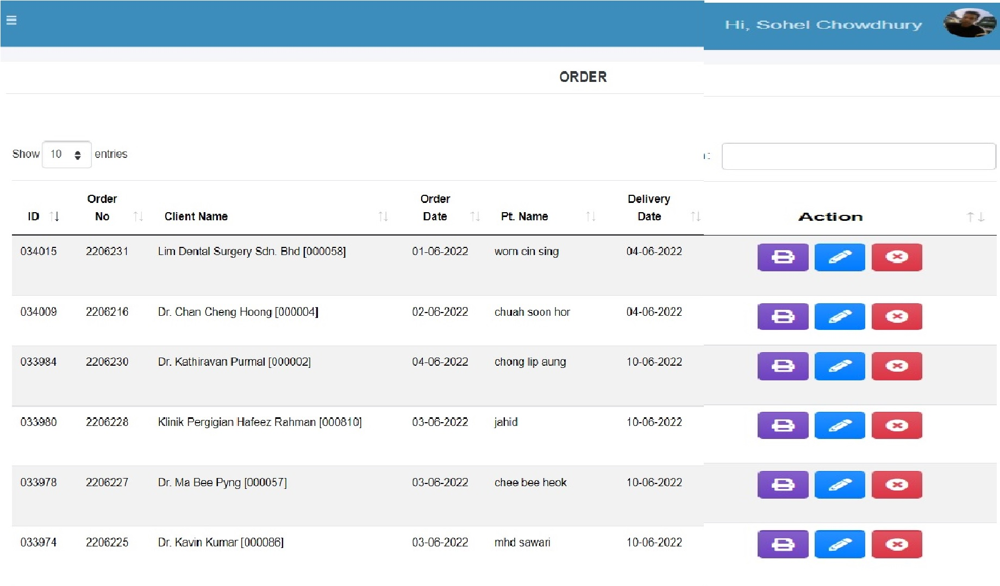 Hi, Sohel Chowdhury
ORDER
Show 10 entries
:
ID Order No Client Name Order Date Pt. Name Delivery Date Action
034015 2206231 Lim Dental Surgery Sdn. Bhd [000058] 01-06-2022 worn cin sing 04-06-2022
034009 2206216 Dr. Chan Cheng Hoong [000004] 02-06-2022 chuah soon hor 04-06-2022
033984 2206230 Dr. Kathiravan Purmal [000002] 04-06-2022 chong lip aung 10-06-2022
033980 2206228 Klinik Pergigian Hafeez Rahman [000810] 03-06-2022 jahid 10-06-2022
033978 2206227 Dr. Ma Bee Pyng [000057] 03-06-2022 chee bee heok 10-06-2022
033974 2206225 Dr. Kavin Kumar [000086] 03-06-2022 mhd sawari 10-06-2022